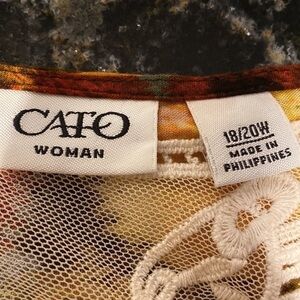 CATO
WOMAN
18/20W
MADE IN
PHILIPPINES